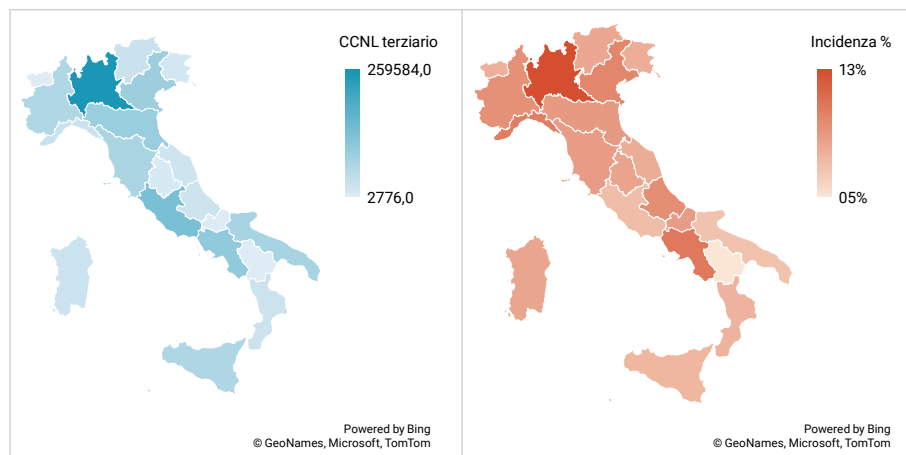 CCNL terziario
259584,0
2776,0
Powered by Bing
© GeoNames, Microsoft, TomTom
Incidenza %
13%
05%
Powered by Bing
© GeoNames, Microsoft, TomTom